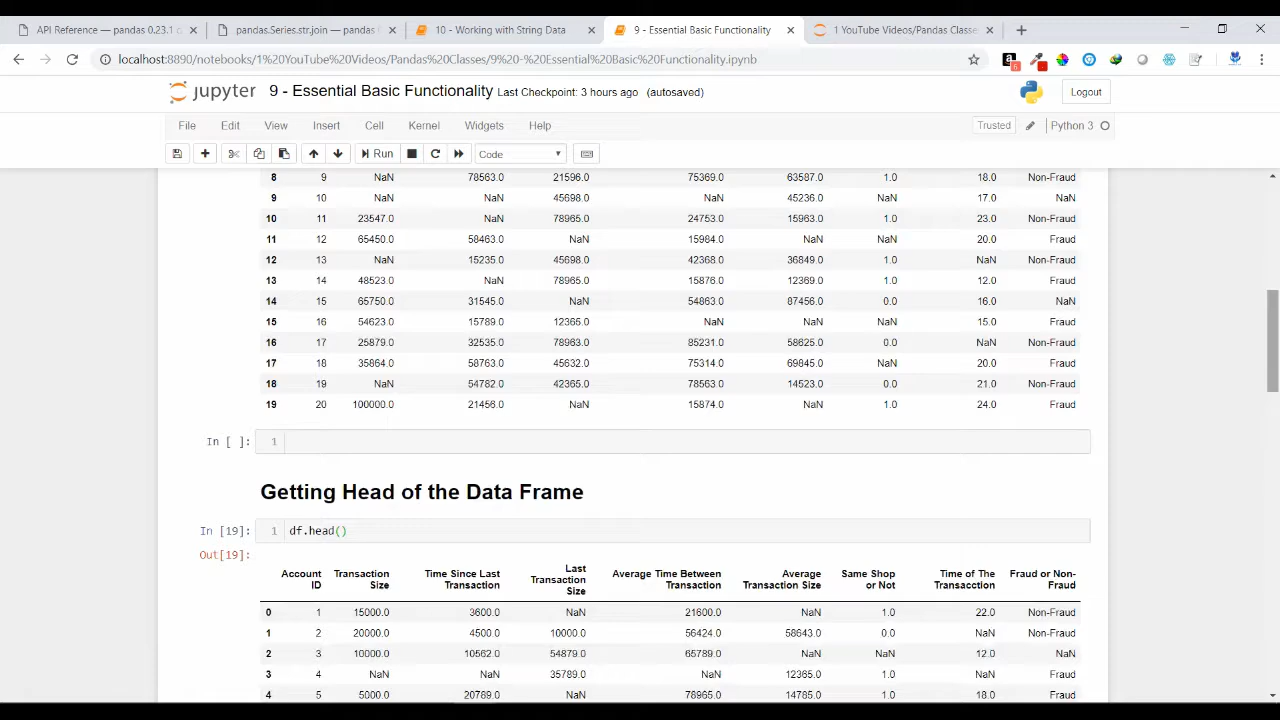 API Reference — pandas 0.23.1 d
pandas.Series.str.join — pandas
10 - Working with String Data
9 - Essential Basic Functionality
1 YouTube Videos/Pandas Classe
jupyter 9 - Essential Basic Functionality Last Checkpoint: 3 hours ago (autosaved)
Logout
File Edit View Insert Cell Kernel Widgets Help
Trusted Python 3
Run Code
8 9 NaN 78563.0 21596.0 75369.0 63587.0 1.0 18.0 Non-Fraud
9 10 NaN NaN 45698.0 NaN 45236.0 NaN 17.0 NaN
10 11 23547.0 NaN 78965.0 24753.0 15963.0 1.0 23.0 Non-Fraud
11 12 65450.0 58463.0 NaN 15984.0 NaN NaN 20.0 Fraud
12 13 NaN 15235.0 45698.0 42368.0 36849.0 1.0 NaN Non-Fraud
13 14 48523.0 NaN 78965.0 15876.0 12369.0 1.0 12.0 Fraud
14 15 65750.0 31545.0 NaN 54863.0 87456.0 0.0 16.0 NaN
15 16 54623.0 15789.0 12365.0 NaN NaN NaN 15.0 Fraud
16 17 25879.0 32535.0 78963.0 85231.0 58625.0 0.0 NaN Non-Fraud
17 18 35864.0 58763.0 45632.0 75314.0 69845.0 NaN 20.0 Fraud
18 19 NaN 54782.0 42365.0 78563.0 14523.0 0.0 21.0 Non-Fraud
19 20 100000.0 21456.0 NaN 15874.0 NaN 1.0 24.0 Fraud
In [ ]: 1
Getting Head of the Data Frame
In [19]: 1 df.head()
Out[19]:
Account ID
Transaction Size
Time Since Last Transaction
Last Transaction Size
Average Time Between Transaction
Average Transaction Size
Same Shop or Not
Time of The Transacction
Fraud or Non-Fraud
0 1 15000.0 3600.0 NaN 21600.0 NaN 1.0 22.0 Non-Fraud
1 2 20000.0 4500.0 10000.0 56424.0 58643.0 0.0 NaN Non-Fraud
2 3 10000.0 10562.0 54879.0 65789.0 NaN NaN 12.0 NaN
3 4 NaN NaN 35789.0 NaN 12365.0 1.0 NaN Fraud
4 5 5000.0 20789.0 NaN 78965.0 14785.0 1.0 18.0 Fraud